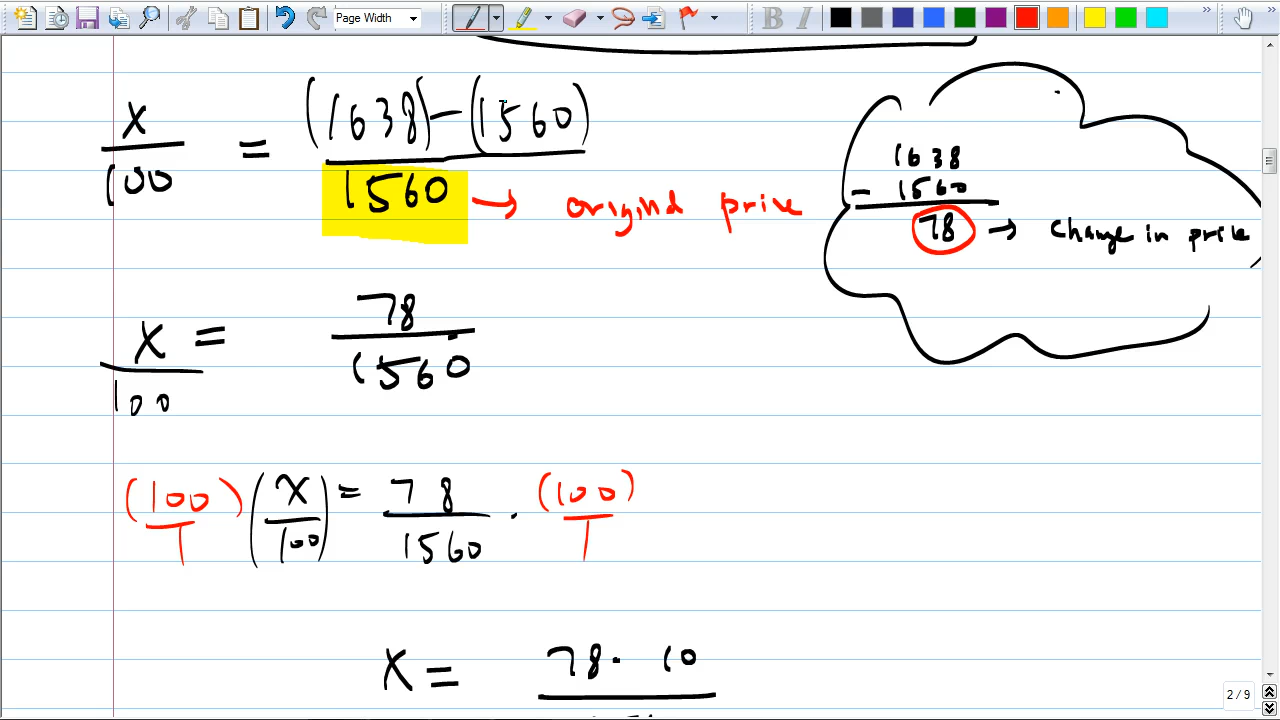 Page Width
B I U
x/100 = (1638) - (1560) / 1560 → original price
1638
- 1560
78 → Change in price
x/100 = 78/1560
(100)/1 (x/100) = 78/1560 · (100)/1
x = 78 · 10
2 / 9